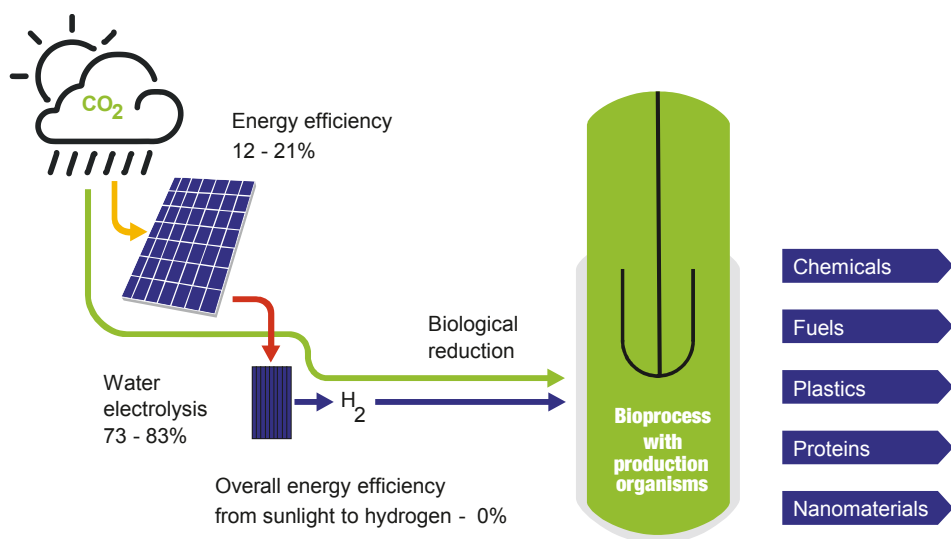 CO2
Energy efficiency
12 - 21%
Biological
reduction
Water
electrolysis
73 - 83%
H2
Overall energy efficiency
from sunlight to hydrogen - 0%
Bioprocess
with
production
organisms
Chemicals
Fuels
Plastics
Proteins
Nanomaterials